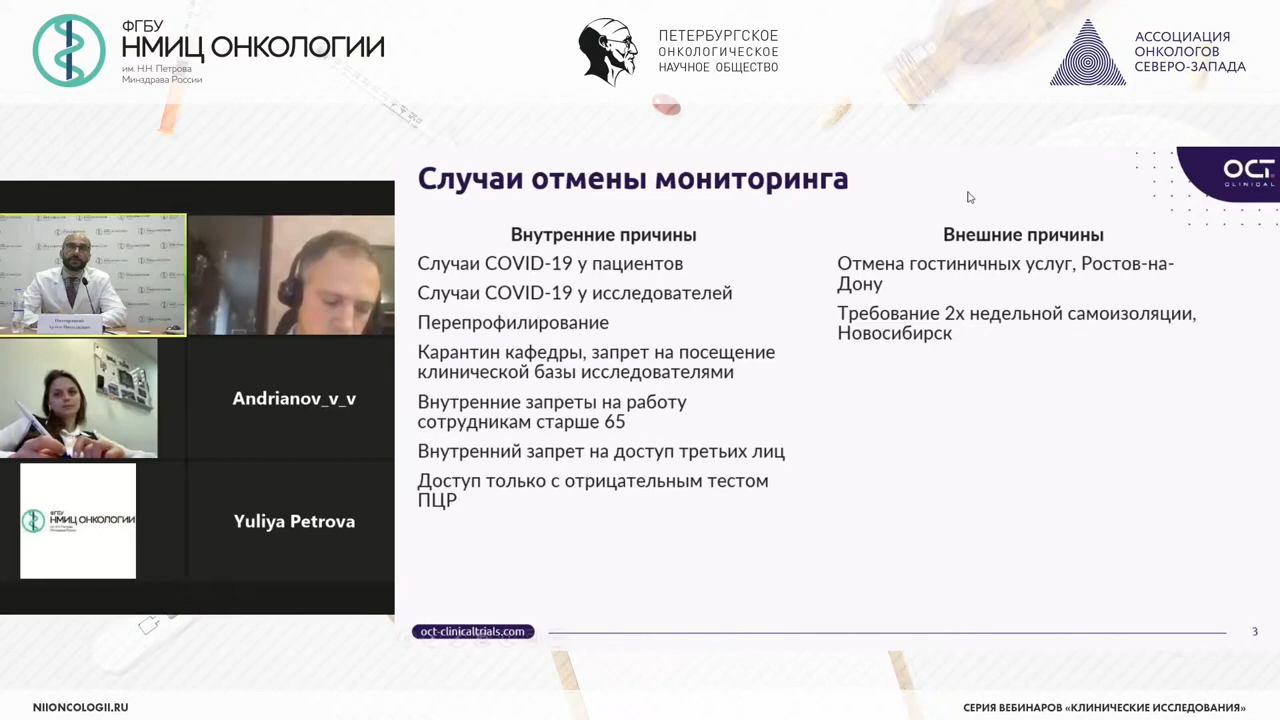 ФГБУ
НМИЦ ОНКОЛОГИИ
им. Н.Н. Петрова
Минздрава России
ПЕТЕРБУРГСКОЕ
ОНКОЛОГИЧЕСКОЕ
НАУЧНОЕ ОБЩЕСТВО
АССОЦИАЦИЯ
ОНКОЛОГОВ
СЕВЕРО-ЗАПАДА
OCT
CLINICAL
Случаи отмены мониторинга
Внутренние причины
Случаи COVID-19 у пациентов
Случаи COVID-19 у исследователей
Перепрофилирование
Карантин кафедры, запрет на посещение
клинической базы исследователями
Внутренние запреты на работу
сотрудникам старше 65
Внутренний запрет на доступ третьих лиц
Доступ только с отрицательным тестом
ПЦР
Внешние причины
Отмена гостиничных услуг, Ростов-на-
Дону
Требование 2х недельной самоизоляции,
Новосибирск
Andrianov_v_v
ФГБУ
НМИЦ ОНКОЛОГИИ
Yuliya Petrova
oct-clinicaltrials.com
3
NIIONCOLOGII.RU
СЕРИЯ ВЕБИНАРОВ «КЛИНИЧЕСКИЕ ИССЛЕДОВАНИЯ»